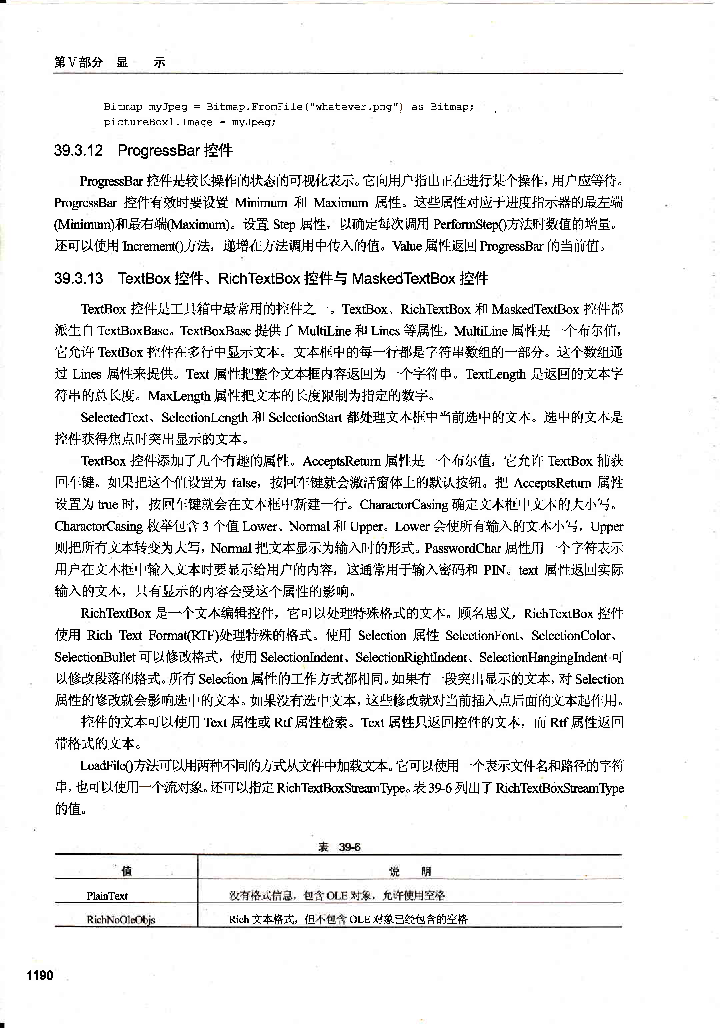 第Ⅴ部分 显 示
Bitmap myJpeg = Bitmap.FromFile("whatever.png") as Bitmap;
pictureBox1.Image = myJpeg;
39.3.12 ProgressBar 控件
ProgressBar 控件是较长操作的状态的可视化表示。它向用户指出正在进行某个操作，用户应等待。
ProgressBar 控件有效时要设置 Minimum 和 Maximum 属性。这些属性对应于进度指示器的最左端
(Minimum)和最右端(Maximum)。设置 Step 属性，以确定每次调用 PerformStep()方法时数值的增量。
还可以使用 Increment()方法，递增在方法调用中传入的值。Value 属性返回 ProgressBar 的当前值。
39.3.13 TextBox 控件、RichTextBox 控件与 MaskedTextBox 控件
TextBox 控件是工具箱中最常用的控件之一。TextBox、RichTextBox 和 MaskedTextBox 控件都
派生自 TextBoxBase。TextBoxBase 提供了 MultiLine 和 Lines 等属性，MultiLine 属性是一个布尔值，
它允许 TextBox 控件在多行中显示文本。文本框中的每一行都是字符串数组的一部分。这个数组通
过 Lines 属性来提供。Text 属性把整个文本框内容返回为一个字符串。TextLength 是返回的文本字
符串的总长度。MaxLength 属性把文本的长度限制为指定的数字。
SelectedText、SelectionLength 和 SelectionStart 都处理文本框中当前选中的文本。选中的文本是
控件获得焦点时突出显示的文本。
TextBox 控件添加了几个有趣的属性。AcceptsReturn 属性是一个布尔值，它允许 TextBox 捕获
回车键。如果把这个值设置为 false，按回车键就会激活窗体上的默认按钮。把 AcceptsReturn 属性
设置为 true 时，按回车键就会在文本框中新建一行。CharactorCasing 确定文本框中文本的大小写。
CharactorCasing 枚举包含 3 个值 Lower、Normal 和 Upper。Lower 会使所有输入的文本小写，Upper
则把所有文本转变为大写，Normal 把文本显示为输入时的形式。PasswordChar 属性用一个字符表示
用户在文本框中输入文本时要显示给用户的内容，这通常用于输入密码和 PIN。text 属性返回实际
输入的文本，只有显示的内容会受这个属性的影响。
RichTextBox 是一个文本编辑控件，它可以处理特殊格式的文本。顾名思义，RichTextBox 控件
使用 Rich Text Format(RTF)处理特殊的格式。使用 Selection 属性 SelectionFont、SelectionColor、
SelectionBullet 可以修改格式，使用 SelectionIndent、SelectionRightIndent、SelectionHangingIndent 可
以修改段落的格式。所有 Selection 属性的工作方式都相同。如果有一段突出显示的文本，对 Selection
属性的修改就会影响选中的文本。如果没有选中文本，这些修改就对当前插入点后面的文本起作用。
控件的文本可以使用 Text 属性或 Rtf 属性检索。Text 属性只返回控件的文本，而 Rtf 属性返回
带格式的文本。
LoadFile()方法可以用两种不同的方式从文件中加载文本。它可以使用一个表示文件名和路径的字符
串，也可以使用一个流对象。还可以指定 RichTextBoxStreamType。表 39-6 列出了 RichTextBoxStreamType
的值。
表 39-6
值 说 明
PlainText 没有格式信息，包含 OLE 对象，允许使用空格
RichNoOleObjs Rich 文本格式，但不包含 OLE 对象已经包含的空格
1190